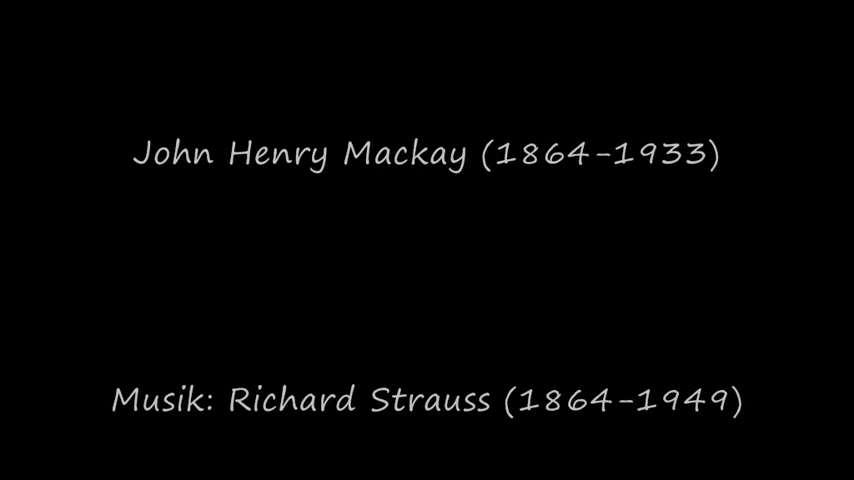 John Henry Mackay (1864-1933)
Musik: Richard Strauss (1864-1949)